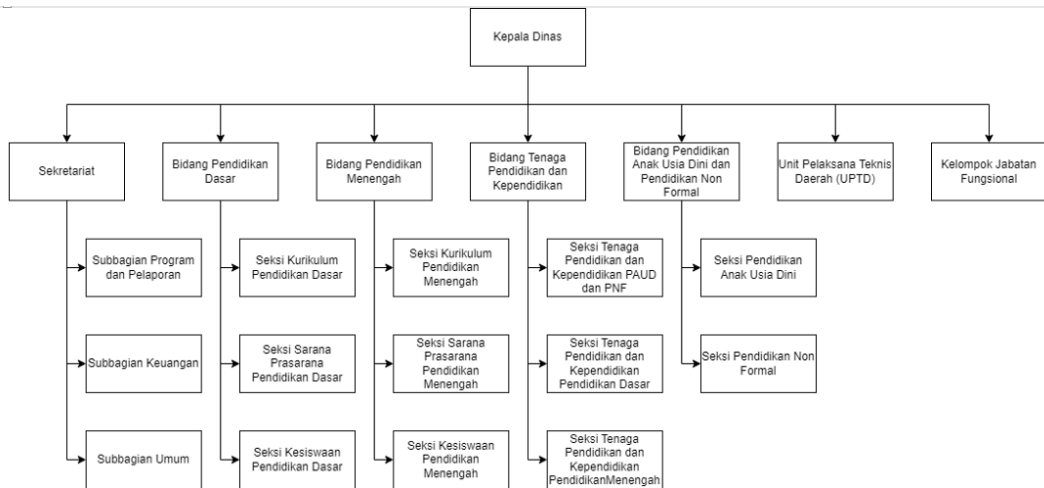 Kepala Dinas
Sekretariat
Bidang Pendidikan
Dasar
Bidang Pendidikan
Menengah
Bidang Tenaga
Pendidikan dan
Kependidikan
Bidang Pendidikan
Anak Usia Dini dan
Pendidikan Non
Formal
Unit Pelaksana Teknis
Daerah (UPTD)
Kelompok Jabatan
Fungsional
Subbagian Program
dan Pelaporan
Seksi Kurikulum
Pendidikan Dasar
Seksi Kurikulum
Pendidikan
Menengah
Seksi Tenaga
Pendidikan dan
Kependidikan PAUD
dan PNF
Seksi Pendidikan
Anak Usia Dini
Subbagian Keuangan
Seksi Sarana
Prasarana
Pendidikan Dasar
Seksi Sarana
Prasarana
Pendidikan
Menengah
Seksi Tenaga
Pendidikan dan
Kependidikan
Pendidikan Dasar
Seksi Pendidikan Non
Formal
Subbagian Umum
Seksi Kesiswaan
Pendidikan Dasar
Seksi Kesiswaan
Pendidikan
Menengah
Seksi Tenaga
Pendidikan dan
Kependidikan
PendidikanMenengah